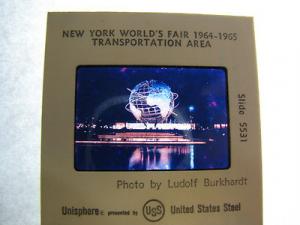 NEW YORK WORLD'S FAIR 1964-1965
TRANSPORTATION AREA
Slide 5531
Photo by Ludolf Burkhardt
Unisphere® presented by USS United States Steel